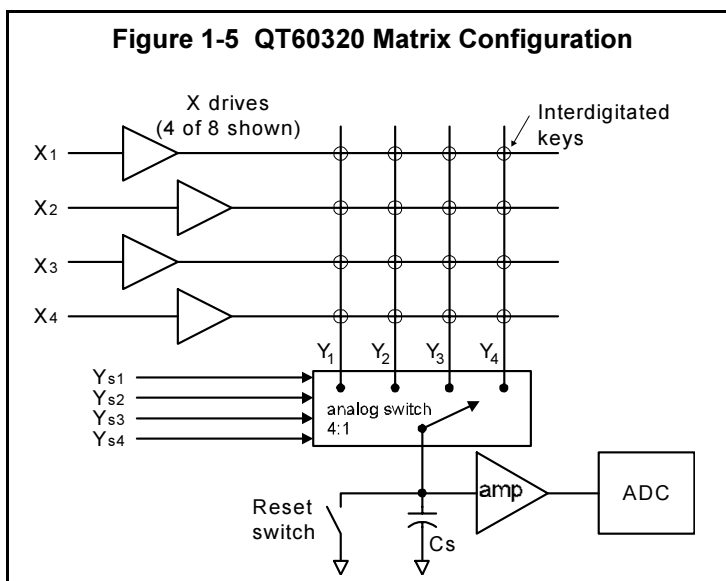 Figure 1-5 QT60320 Matrix Configuration
X drives
(4 of 8 shown)
Interdigitated
keys
X1
X2
X3
X4
Y1 Y2 Y3 Y4
Ys1
Ys2
Ys3
Ys4
analog switch
4:1
amp
ADC
Reset
switch
Cs